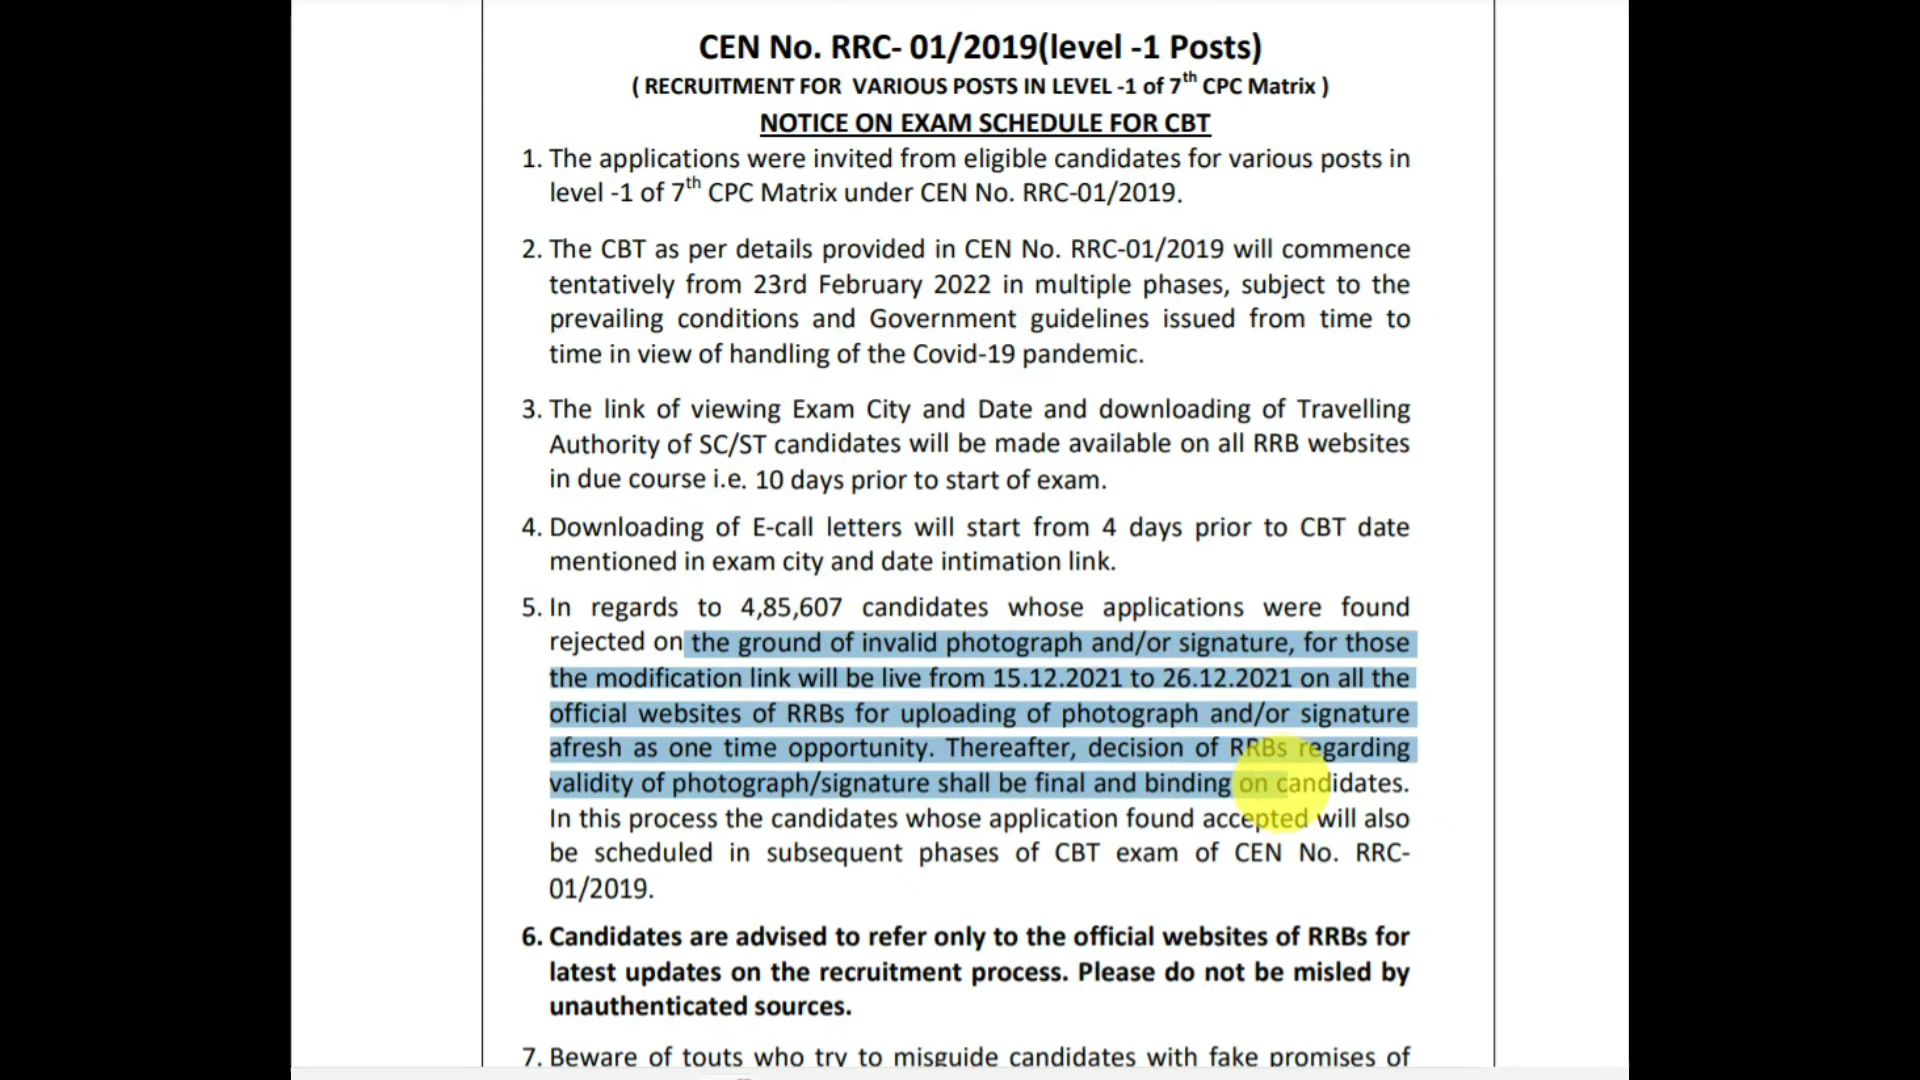 CEN No. RRC- 01/2019(level -1 Posts)
( RECRUITMENT FOR VARIOUS POSTS IN LEVEL -1 of 7th CPC Matrix )
NOTICE ON EXAM SCHEDULE FOR CBT
1. The applications were invited from eligible candidates for various posts in
level -1 of 7th CPC Matrix under CEN No. RRC-01/2019.
2. The CBT as per details provided in CEN No. RRC-01/2019 will commence
tentatively from 23rd February 2022 in multiple phases, subject to the
prevailing conditions and Government guidelines issued from time to
time in view of handling of the Covid-19 pandemic.
3. The link of viewing Exam City and Date and downloading of Travelling
Authority of SC/ST candidates will be made available on all RRB websites
in due course i.e. 10 days prior to start of exam.
4. Downloading of E-call letters will start from 4 days prior to CBT date
mentioned in exam city and date intimation link.
5. In regards to 4,85,607 candidates whose applications were found
rejected on the ground of invalid photograph and/or signature, for those
the modification link will be live from 15.12.2021 to 26.12.2021 on all the
official websites of RRBs for uploading of photograph and/or signature
afresh as one time opportunity. Thereafter, decision of RRBs regarding
validity of photograph/signature shall be final and binding on candidates.
In this process the candidates whose application found accepted will also
be scheduled in subsequent phases of CBT exam of CEN No. RRC-
01/2019.
6. Candidates are advised to refer only to the official websites of RRBs for
latest updates on the recruitment process. Please do not be misled by
unauthenticated sources.
7. Beware of touts who try to misguide candidates with fake promises of